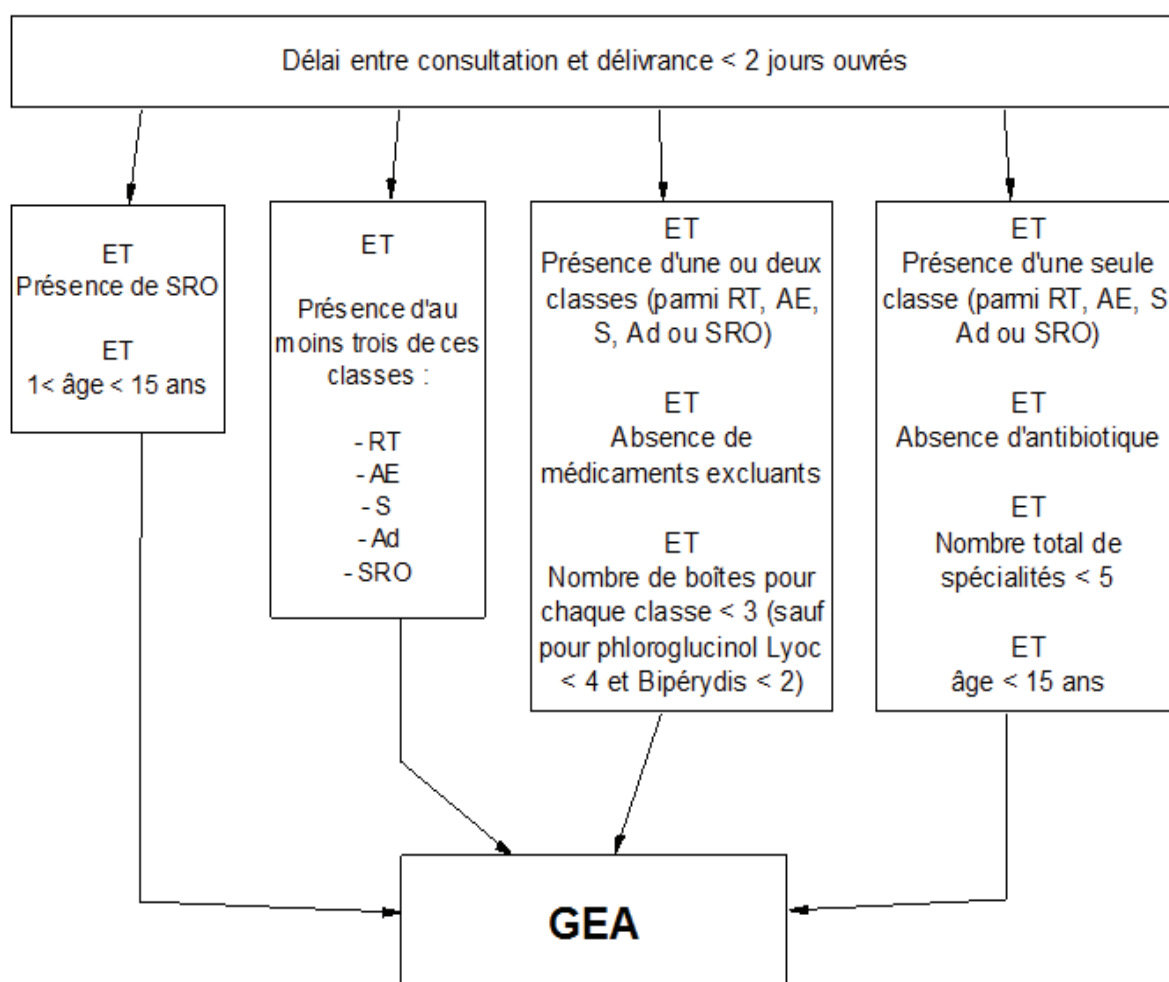 Délai entre consultation et délivrance < 2 jours ouvrés
ET
Présence de SRO
ET
1< âge < 15 ans
ET
Présence d'au
moins trois de ces
classes :
- RT
- AE
- S
- Ad
- SRO
ET
Présence d'une ou deux
classes (parmi RT, AE,
S, Ad ou SRO)
ET
Absence de
médicaments excluants
ET
Nombre de boîtes pour
chaque classe < 3 (sauf
pour phloroglucinol Lyoc
< 4 et Bipérydis < 2)
ET
Présence d'une seule
classe (parmi RT, AE, S
Ad ou SRO)
ET
Absence d'antibiotique
ET
Nombre total de
spécialités < 5
ET
âge < 15 ans
GEA